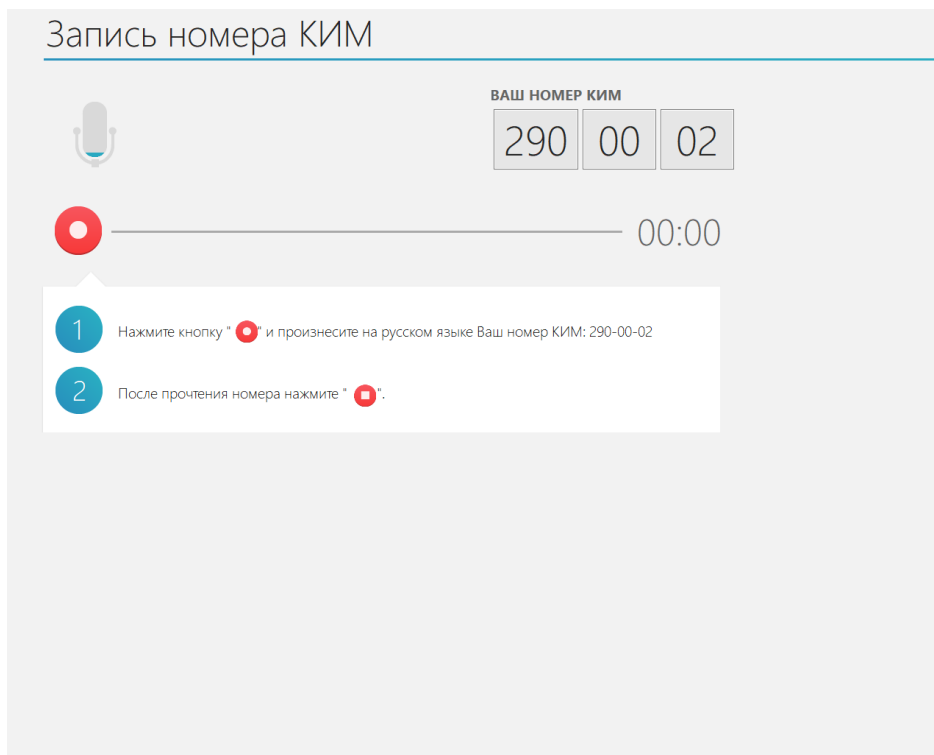 Запись номера КИМ
ВАШ НОМЕР КИМ
290 00 02
00:00
1 Нажмите кнопку " " и произнесите на русском языке Ваш номер КИМ: 290-00-02
2 После прочтения номера нажмите " ".